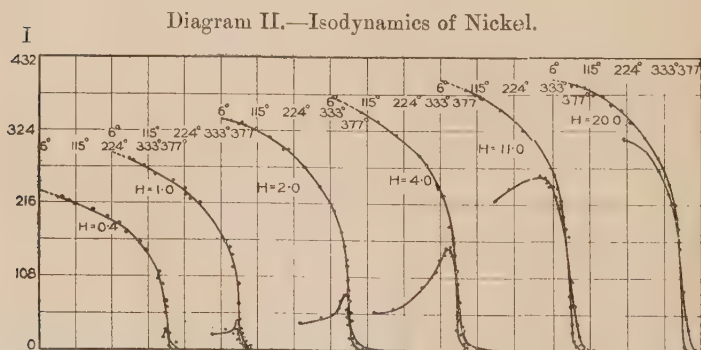 Diagram II.—Isodynamics of Nickel.
I
432
324
216
108
0
6° 115° 224° 333° 377°
H=0.4
6° 115° 224° 333° 377°
H=1.0
6° 115° 224° 333° 377°
H=2.0
6° 115° 224° 333° 377°
H=4.0
6° 115° 224° 333° 377°
H=11.0
6° 115° 224° 333° 377°
H=20.0